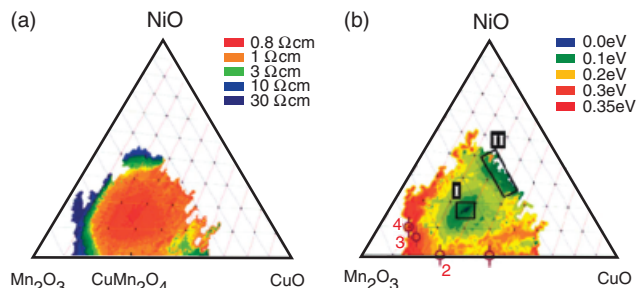 (a)
NiO
0.8 Ωcm
1 Ωcm
3 Ωcm
10 Ωcm
30 Ωcm
Mn₂O₃
CuMn₂O₄
CuO
(b)
NiO
0.0eV
0.1eV
0.2eV
0.3eV
0.35eV
II
I
4
3
2
Mn₂O₃
CuO